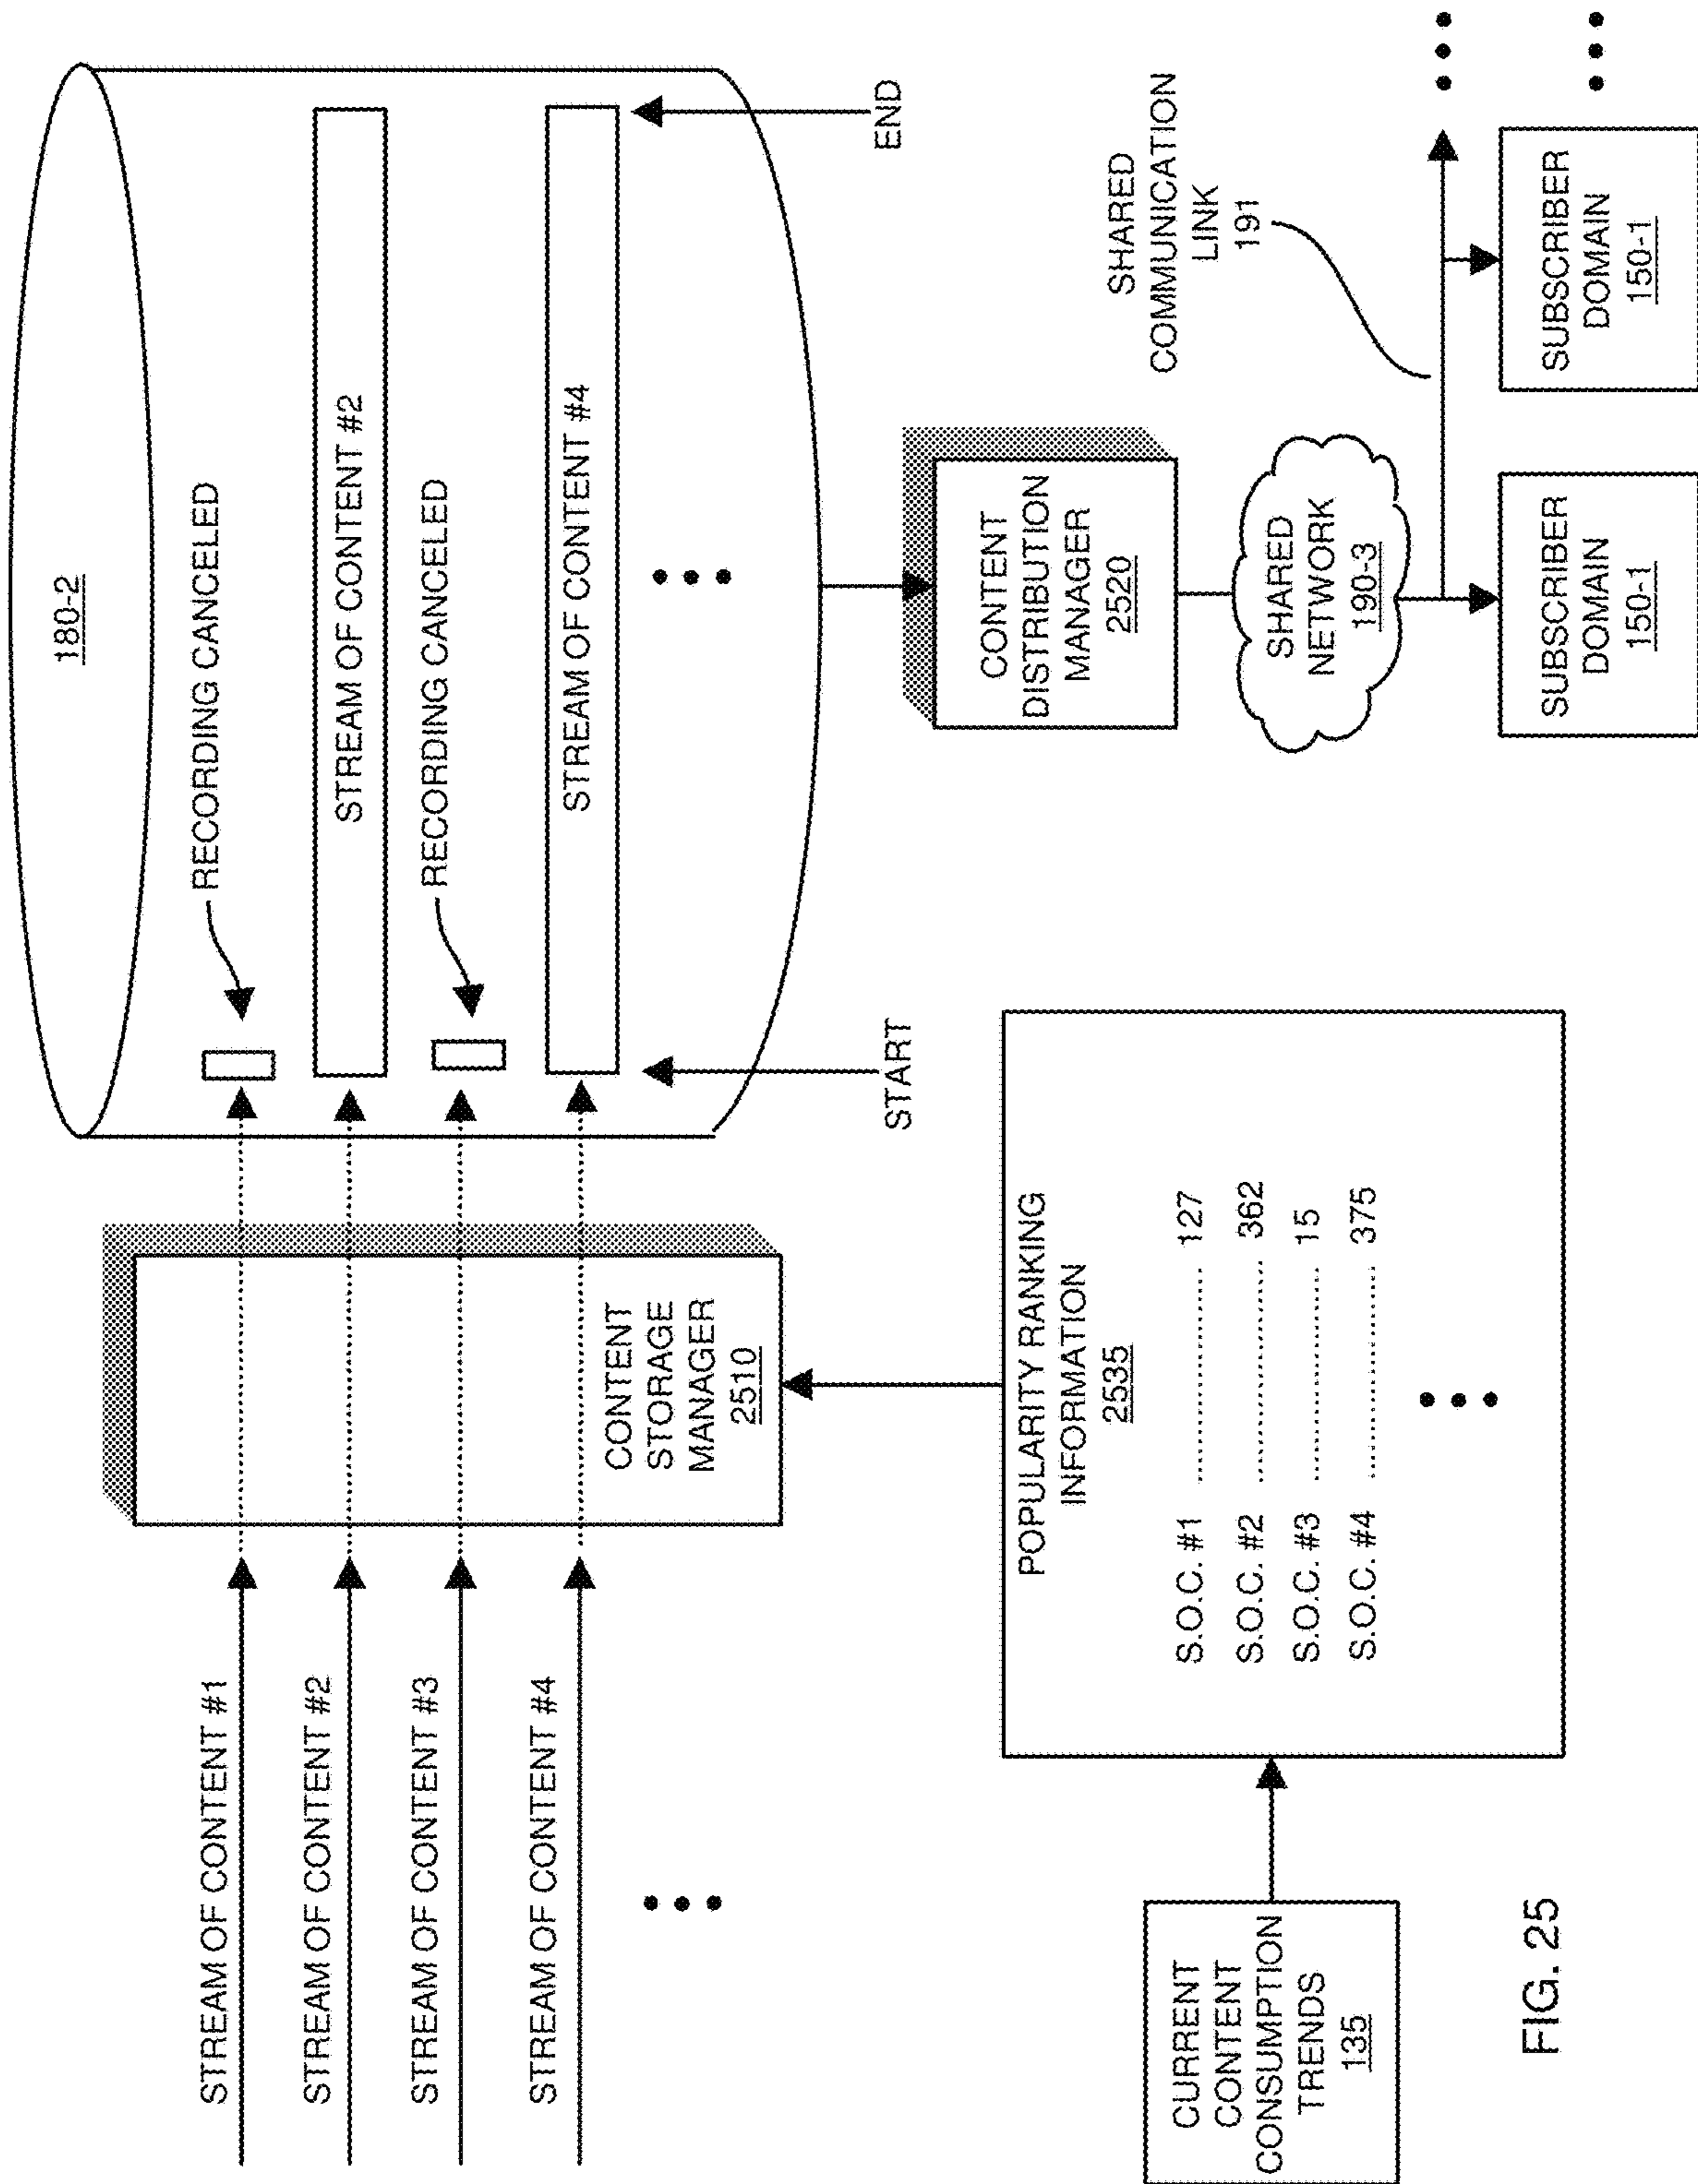 STREAM OF CONTENT #1
STREAM OF CONTENT #2
STREAM OF CONTENT #3
STREAM OF CONTENT #4
CONTENT
STORAGE
MANAGER
2510
180-2
RECORDING CANCELED
STREAM OF CONTENT #2
RECORDING CANCELED
STREAM OF CONTENT #4
START
END
CURRENT
CONTENT
CONSUMPTION
TRENDS
135
POPULARITY RANKING
INFORMATION
2535
S.O.C. #1 .................... 127
S.O.C. #2 .................... 362
S.O.C. #3 .................... 15
S.O.C. #4 .................... 375
CONTENT
DISTRIBUTION
MANAGER
2520
SHARED
NETWORK
190-3
SHARED
COMMUNICATION
LINK
191
SUBSCRIBER
DOMAIN
150-1
SUBSCRIBER
DOMAIN
150-1
FIG. 25